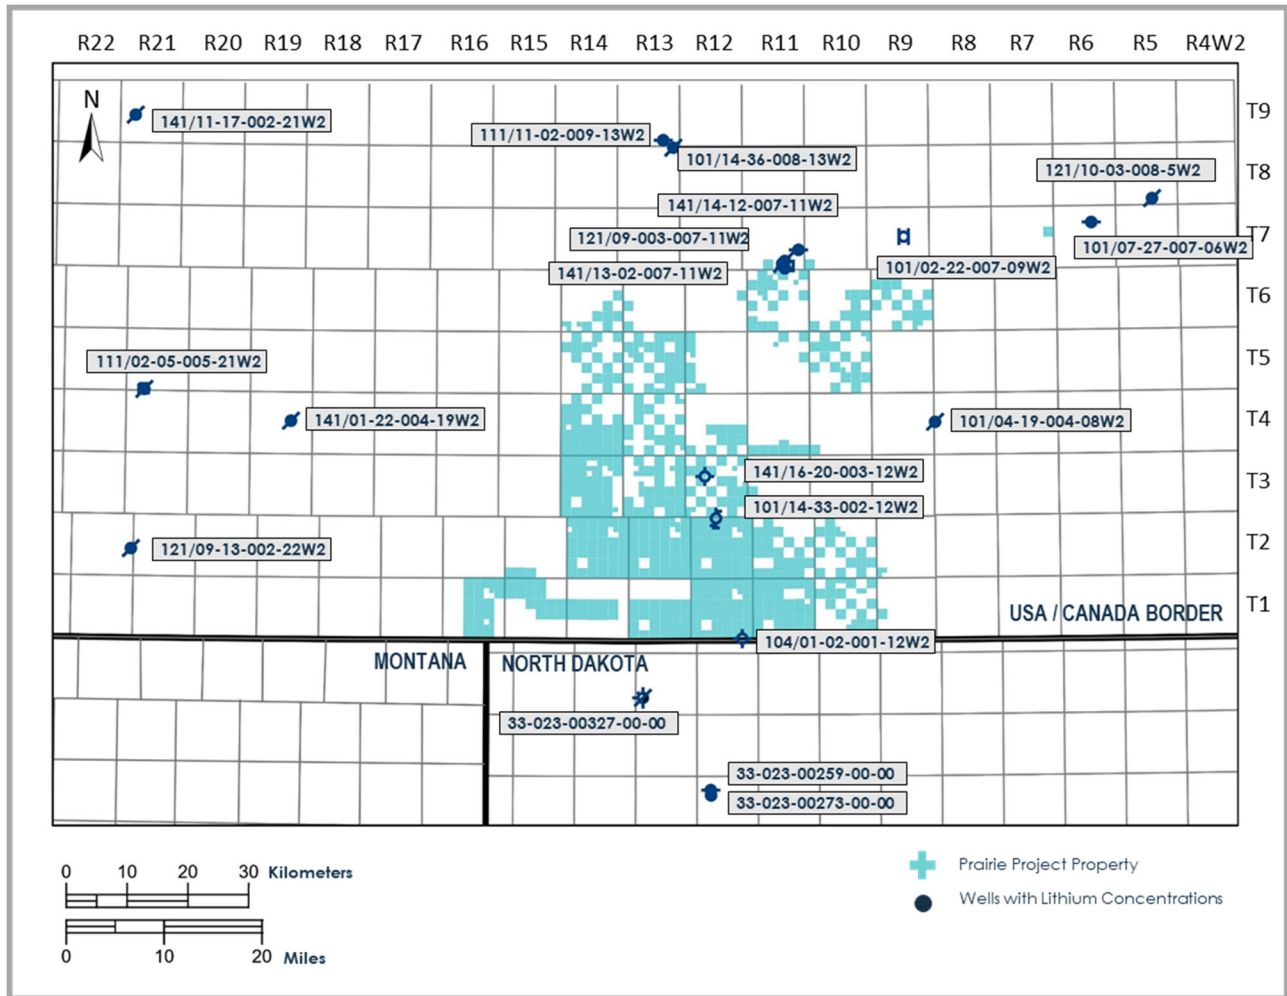 R22 R21 R20 R19 R18 R17 R16 R15 R14 R13 R12 R11 R10 R9 R8 R7 R6 R5 R4W2
N
T9
141/11-17-002-21W2
111/11-02-009-13W2
101/14-36-008-13W2
T8
121/10-03-008-5W2
141/14-12-007-11W2
T7
121/09-003-007-11W2
101/07-27-007-06W2
141/13-02-007-11W2
101/02-22-007-09W2
T6
T5
111/02-05-005-21W2
T4
141/01-22-004-19W2
101/04-19-004-08W2
141/16-20-003-12W2
T3
101/14-33-002-12W2
T2
121/09-13-002-22W2
T1
USA / CANADA BORDER
104/01-02-001-12W2
MONTANA
NORTH DAKOTA
33-023-00327-00-00
33-023-00259-00-00
33-023-00273-00-00
0 10 20 30 Kilometers
0 10 20 Miles
Prairie Project Property
Wells with Lithium Concentrations